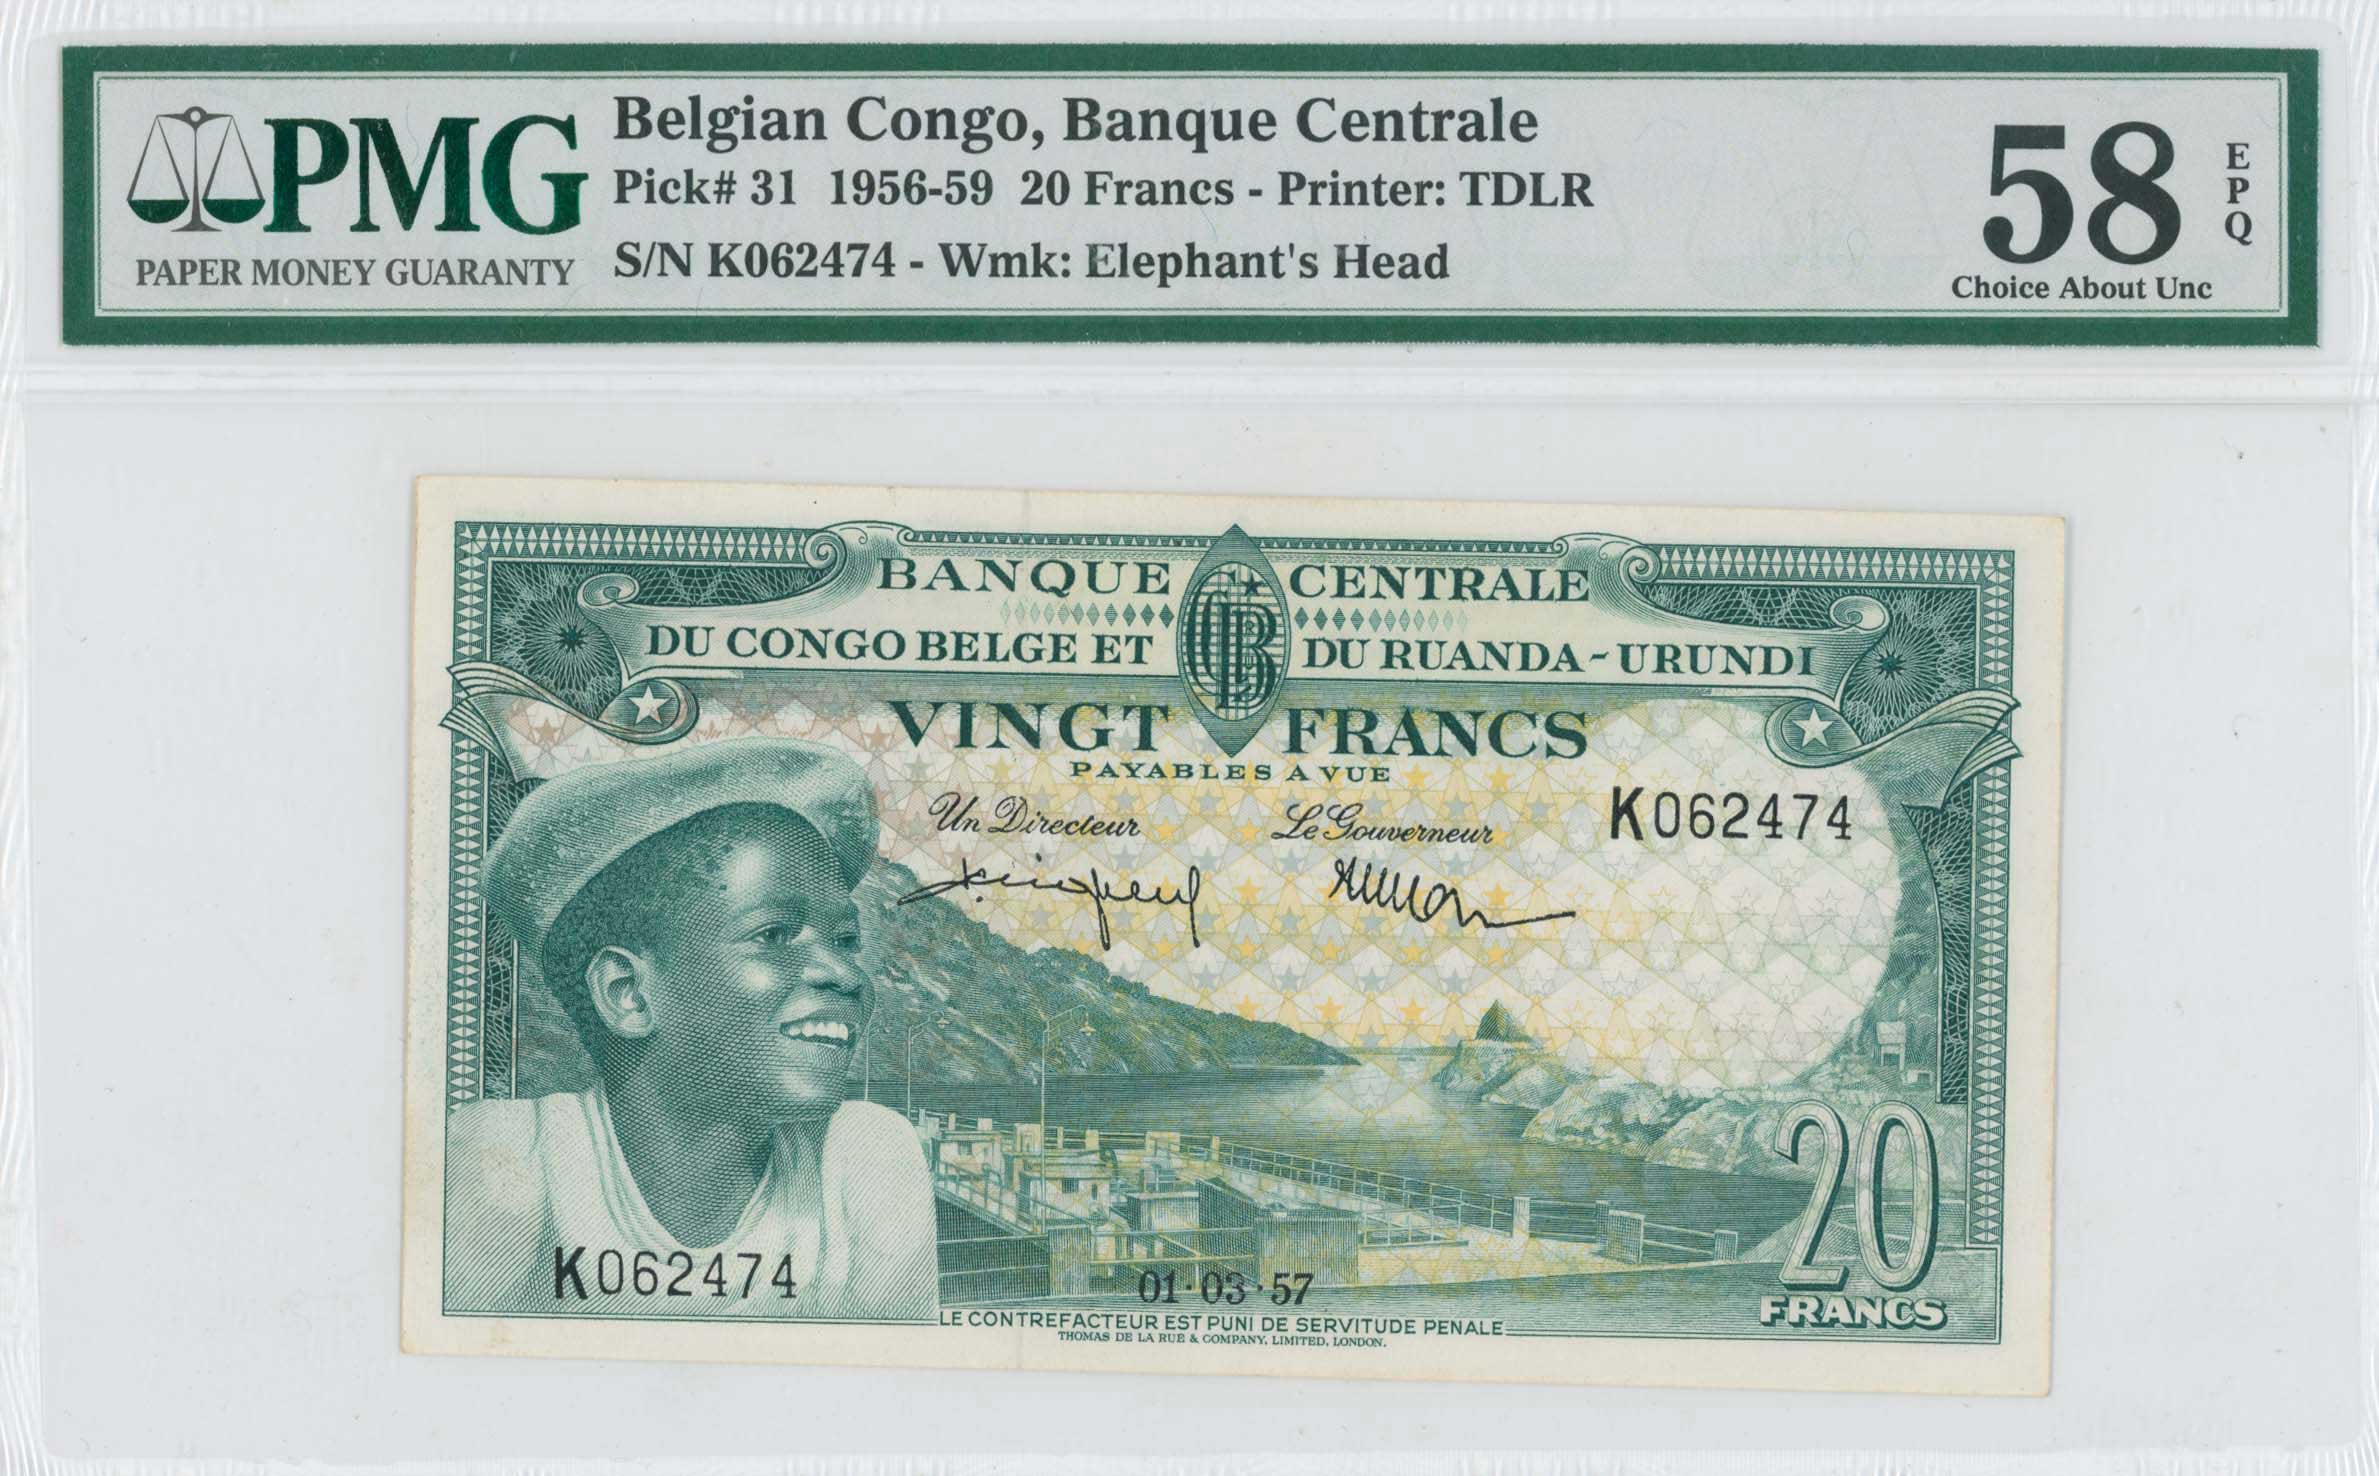 PMG
PAPER MONEY GUARANTY
Belgian Congo, Banque Centrale
Pick# 31 1956-59 20 Francs - Printer: TDLR
S/N K062474 - Wmk: Elephant's Head
58
EPQ
Choice About Unc
BANQUE CENTRALE
DU CONGO BELGE ET DU RUANDA-URUNDI
VINGT FRANCS
PAYABLES A VUE
Un Directeur Le Gouverneur
K062474
K062474
01·03·57
20
FRANCS
LE CONTREFACTEUR EST PUNI DE SERVITUDE PENALE
THOMAS DE LA RUE & COMPANY, LIMITED, LONDON.